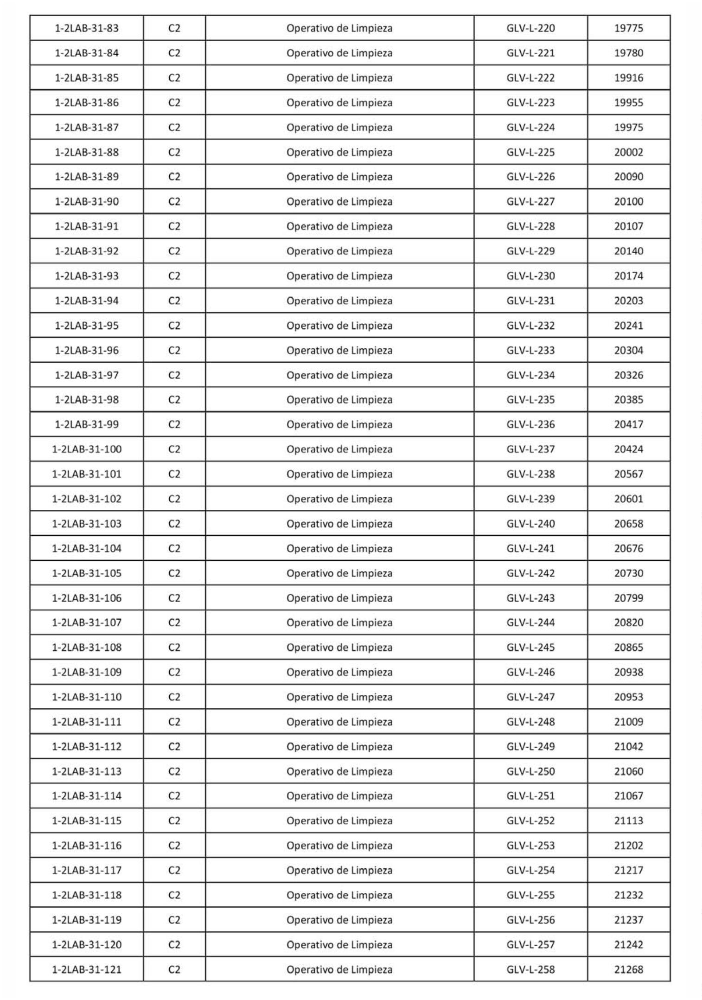 1-2LAB-31-83 C2 Operativo de Limpieza GLV-L-220 19775
1-2LAB-31-84 C2 Operativo de Limpieza GLV-L-221 19780
1-2LAB-31-85 C2 Operativo de Limpieza GLV-L-222 19916
1-2LAB-31-86 C2 Operativo de Limpieza GLV-L-223 19955
1-2LAB-31-87 C2 Operativo de Limpieza GLV-L-224 19975
1-2LAB-31-88 C2 Operativo de Limpieza GLV-L-225 20002
1-2LAB-31-89 C2 Operativo de Limpieza GLV-L-226 20090
1-2LAB-31-90 C2 Operativo de Limpieza GLV-L-227 20100
1-2LAB-31-91 C2 Operativo de Limpieza GLV-L-228 20107
1-2LAB-31-92 C2 Operativo de Limpieza GLV-L-229 20140
1-2LAB-31-93 C2 Operativo de Limpieza GLV-L-230 20174
1-2LAB-31-94 C2 Operativo de Limpieza GLV-L-231 20203
1-2LAB-31-95 C2 Operativo de Limpieza GLV-L-232 20241
1-2LAB-31-96 C2 Operativo de Limpieza GLV-L-233 20304
1-2LAB-31-97 C2 Operativo de Limpieza GLV-L-234 20326
1-2LAB-31-98 C2 Operativo de Limpieza GLV-L-235 20385
1-2LAB-31-99 C2 Operativo de Limpieza GLV-L-236 20417
1-2LAB-31-100 C2 Operativo de Limpieza GLV-L-237 20424
1-2LAB-31-101 C2 Operativo de Limpieza GLV-L-238 20567
1-2LAB-31-102 C2 Operativo de Limpieza GLV-L-239 20601
1-2LAB-31-103 C2 Operativo de Limpieza GLV-L-240 20658
1-2LAB-31-104 C2 Operativo de Limpieza GLV-L-241 20676
1-2LAB-31-105 C2 Operativo de Limpieza GLV-L-242 20730
1-2LAB-31-106 C2 Operativo de Limpieza GLV-L-243 20799
1-2LAB-31-107 C2 Operativo de Limpieza GLV-L-244 20820
1-2LAB-31-108 C2 Operativo de Limpieza GLV-L-245 20865
1-2LAB-31-109 C2 Operativo de Limpieza GLV-L-246 20938
1-2LAB-31-110 C2 Operativo de Limpieza GLV-L-247 20953
1-2LAB-31-111 C2 Operativo de Limpieza GLV-L-248 21009
1-2LAB-31-112 C2 Operativo de Limpieza GLV-L-249 21042
1-2LAB-31-113 C2 Operativo de Limpieza GLV-L-250 21060
1-2LAB-31-114 C2 Operativo de Limpieza GLV-L-251 21067
1-2LAB-31-115 C2 Operativo de Limpieza GLV-L-252 21113
1-2LAB-31-116 C2 Operativo de Limpieza GLV-L-253 21202
1-2LAB-31-117 C2 Operativo de Limpieza GLV-L-254 21217
1-2LAB-31-118 C2 Operativo de Limpieza GLV-L-255 21232
1-2LAB-31-119 C2 Operativo de Limpieza GLV-L-256 21237
1-2LAB-31-120 C2 Operativo de Limpieza GLV-L-257 21242
1-2LAB-31-121 C2 Operativo de Limpieza GLV-L-258 21268